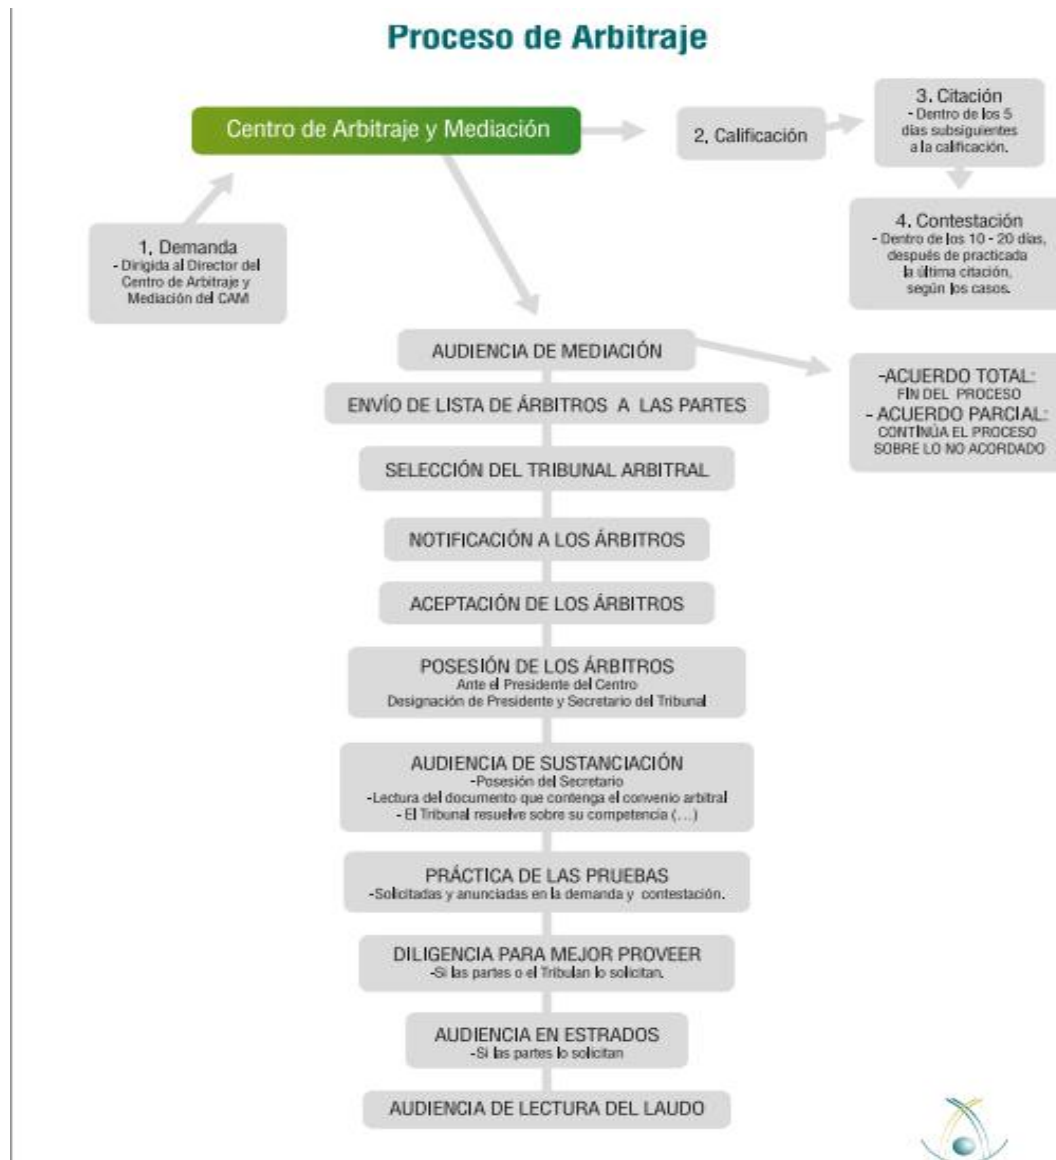 Proceso de Arbitraje
Centro de Arbitraje y Mediación
1, Demanda
- Dirigida al Director del
Centro de Arbitraje y
Mediación del CAM
2, Calificación
3. Citación
- Dentro de los 5
días subsiguientes
a la calificación.
4. Contestación
- Dentro de los 10 - 20 días,
después de practicada
la última citación,
según los casos.
AUDIENCIA DE MEDIACIÓN
-ACUERDO TOTAL:
FIN DEL PROCESO
- ACUERDO PARCIAL:
CONTINÚA EL PROCESO
SOBRE LO NO ACORDADO
ENVÍO DE LISTA DE ÁRBITROS A LAS PARTES
SELECCIÓN DEL TRIBUNAL ARBITRAL
NOTIFICACIÓN A LOS ÁRBITROS
ACEPTACIÓN DE LOS ÁRBITROS
POSESIÓN DE LOS ÁRBITROS
Ante el Presidente del Centro
Designación de Presidente y Secretario del Tribunal
AUDIENCIA DE SUSTANCIACIÓN
-Posesión del Secretario
-Lectura del documento que contenga el convenio arbitral
- El Tribunal resuelve sobre su competencia (...)
PRÁCTICA DE LAS PRUEBAS
-Solicitadas y anunciadas en la demanda y contestación.
DILIGENCIA PARA MEJOR PROVEER
-Si las partes o el Tribulan lo solicitan.
AUDIENCIA EN ESTRADOS
-Si las partes lo solicitan
AUDIENCIA DE LECTURA DEL LAUDO